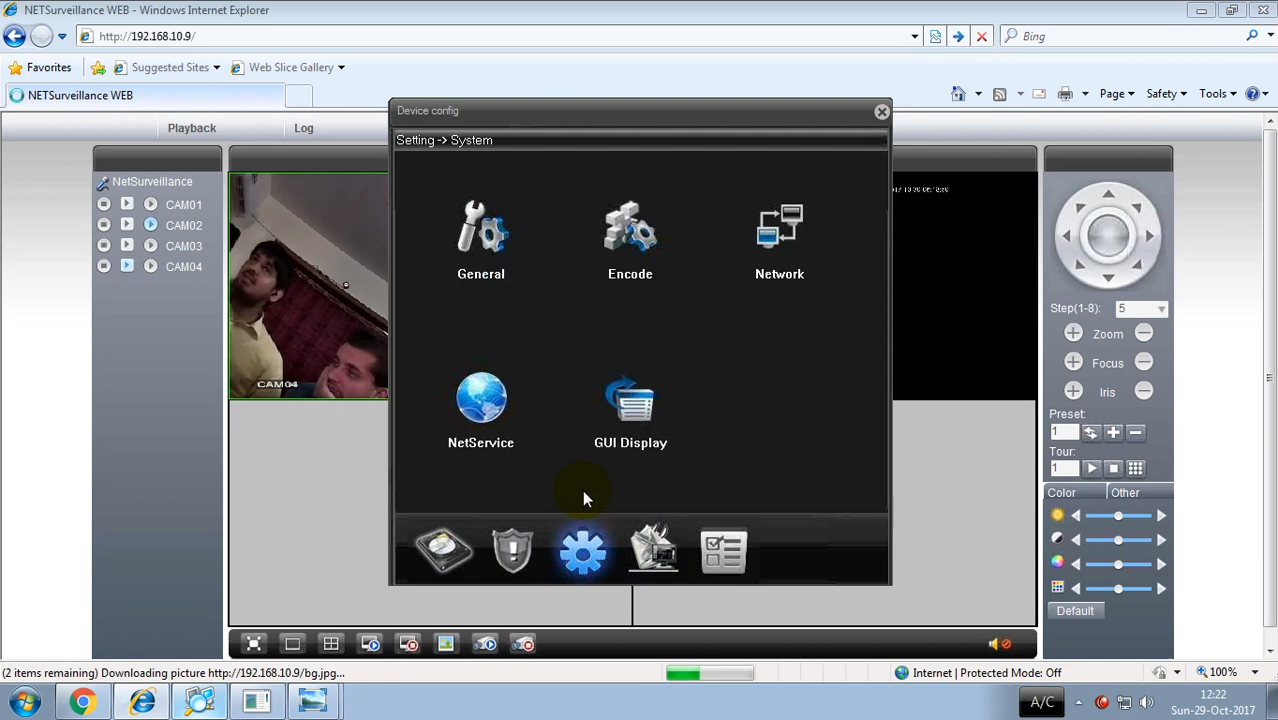 NETSurveillance WEB - Windows Internet Explorer
http://192.168.10.9/
Bing
Favorites
Suggested Sites
Web Slice Gallery
NETSurveillance WEB
Page
Safety
Tools
Playback
Log
NetSurveillance
CAM01
CAM02
CAM03
CAM04
CAM04
Device config
Setting -> System
General
Encode
Network
NetService
GUI Display
Step(1-8):
5
Zoom
Focus
Iris
Preset:
1
Tour:
1
Color
Other
Default
(2 items remaining) Downloading picture http://192.168.10.9/bg.jpg...
Internet | Protected Mode: Off
100%
A/C
12:22
Sun-29-Oct-2017